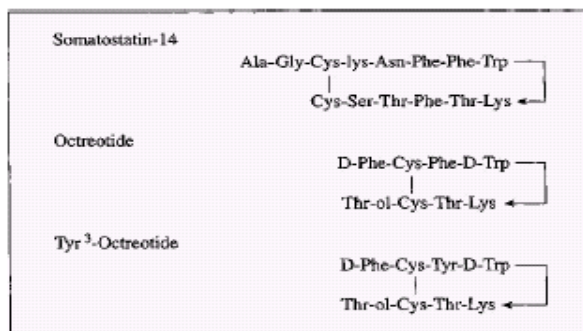 Somatostatin-14
Ala-Gly-Cys-lys-Asn-Phe-Phe-Trp
Cys-Ser-Thr-Phe-Thr-Lys
Octreotide
D-Phe-Cys-Phe-D-Trp
Thr-ol-Cys-Thr-Lys
Tyr³-Octreotide
D-Phe-Cys-Tyr-D-Trp
Thr-ol-Cys-Thr-Lys